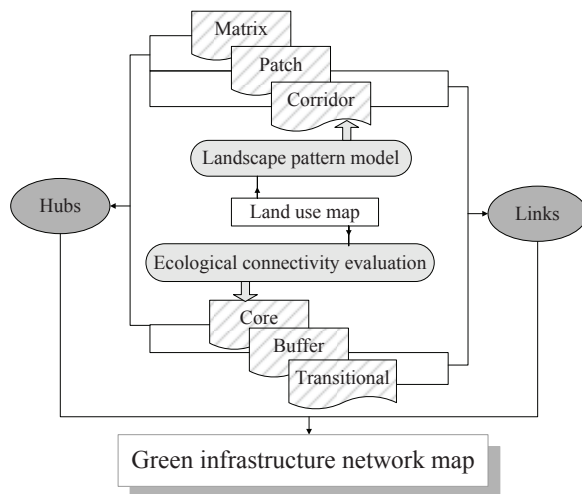 Matrix
Patch
Corridor
Landscape pattern model
Hubs
Land use map
Links
Ecological connectivity evaluation
Core
Buffer
Transitional
Green infrastructure network map